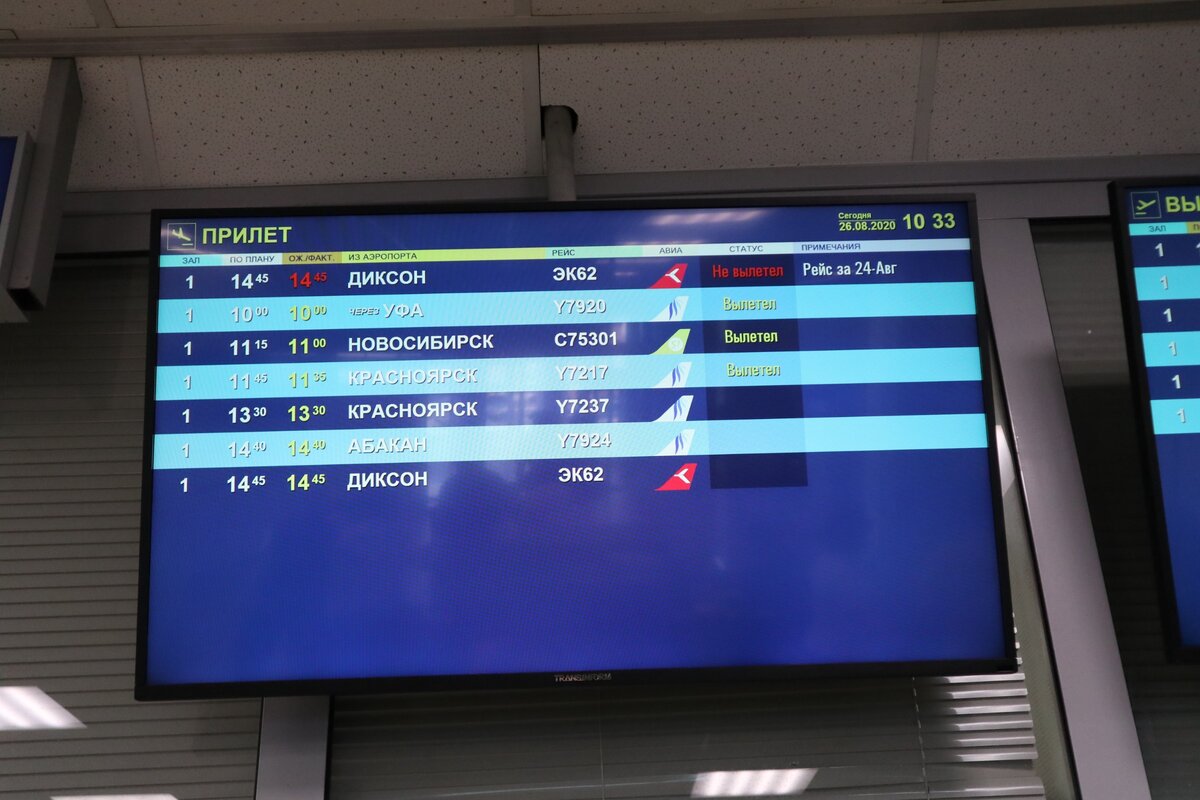 ПРИЛЕТ Сегодня 26.08.2020 10 33
ЗАЛ ПО ПЛАНУ ОЖ./ФАКТ. ИЗ АЭРОПОРТА РЕЙС АВИА СТАТУС ПРИМЕЧАНИЯ
1 14 45 14 45 ДИКСОН ЭК62 Не вылетел Рейс за 24-Авг
1 10 00 10 00 ЧЕРЕЗ УФА Y7920 Вылетел
1 11 15 11 00 НОВОСИБИРСК С75301 Вылетел
1 11 45 11 35 КРАСНОЯРСК Y7217 Вылетел
1 13 30 13 30 КРАСНОЯРСК Y7237
1 14 40 14 40 АБАКАН Y7924
1 14 45 14 45 ДИКСОН ЭК62
TRANSINFORM
ВЫ
ЗАЛ П
1
1
1
1
1
1